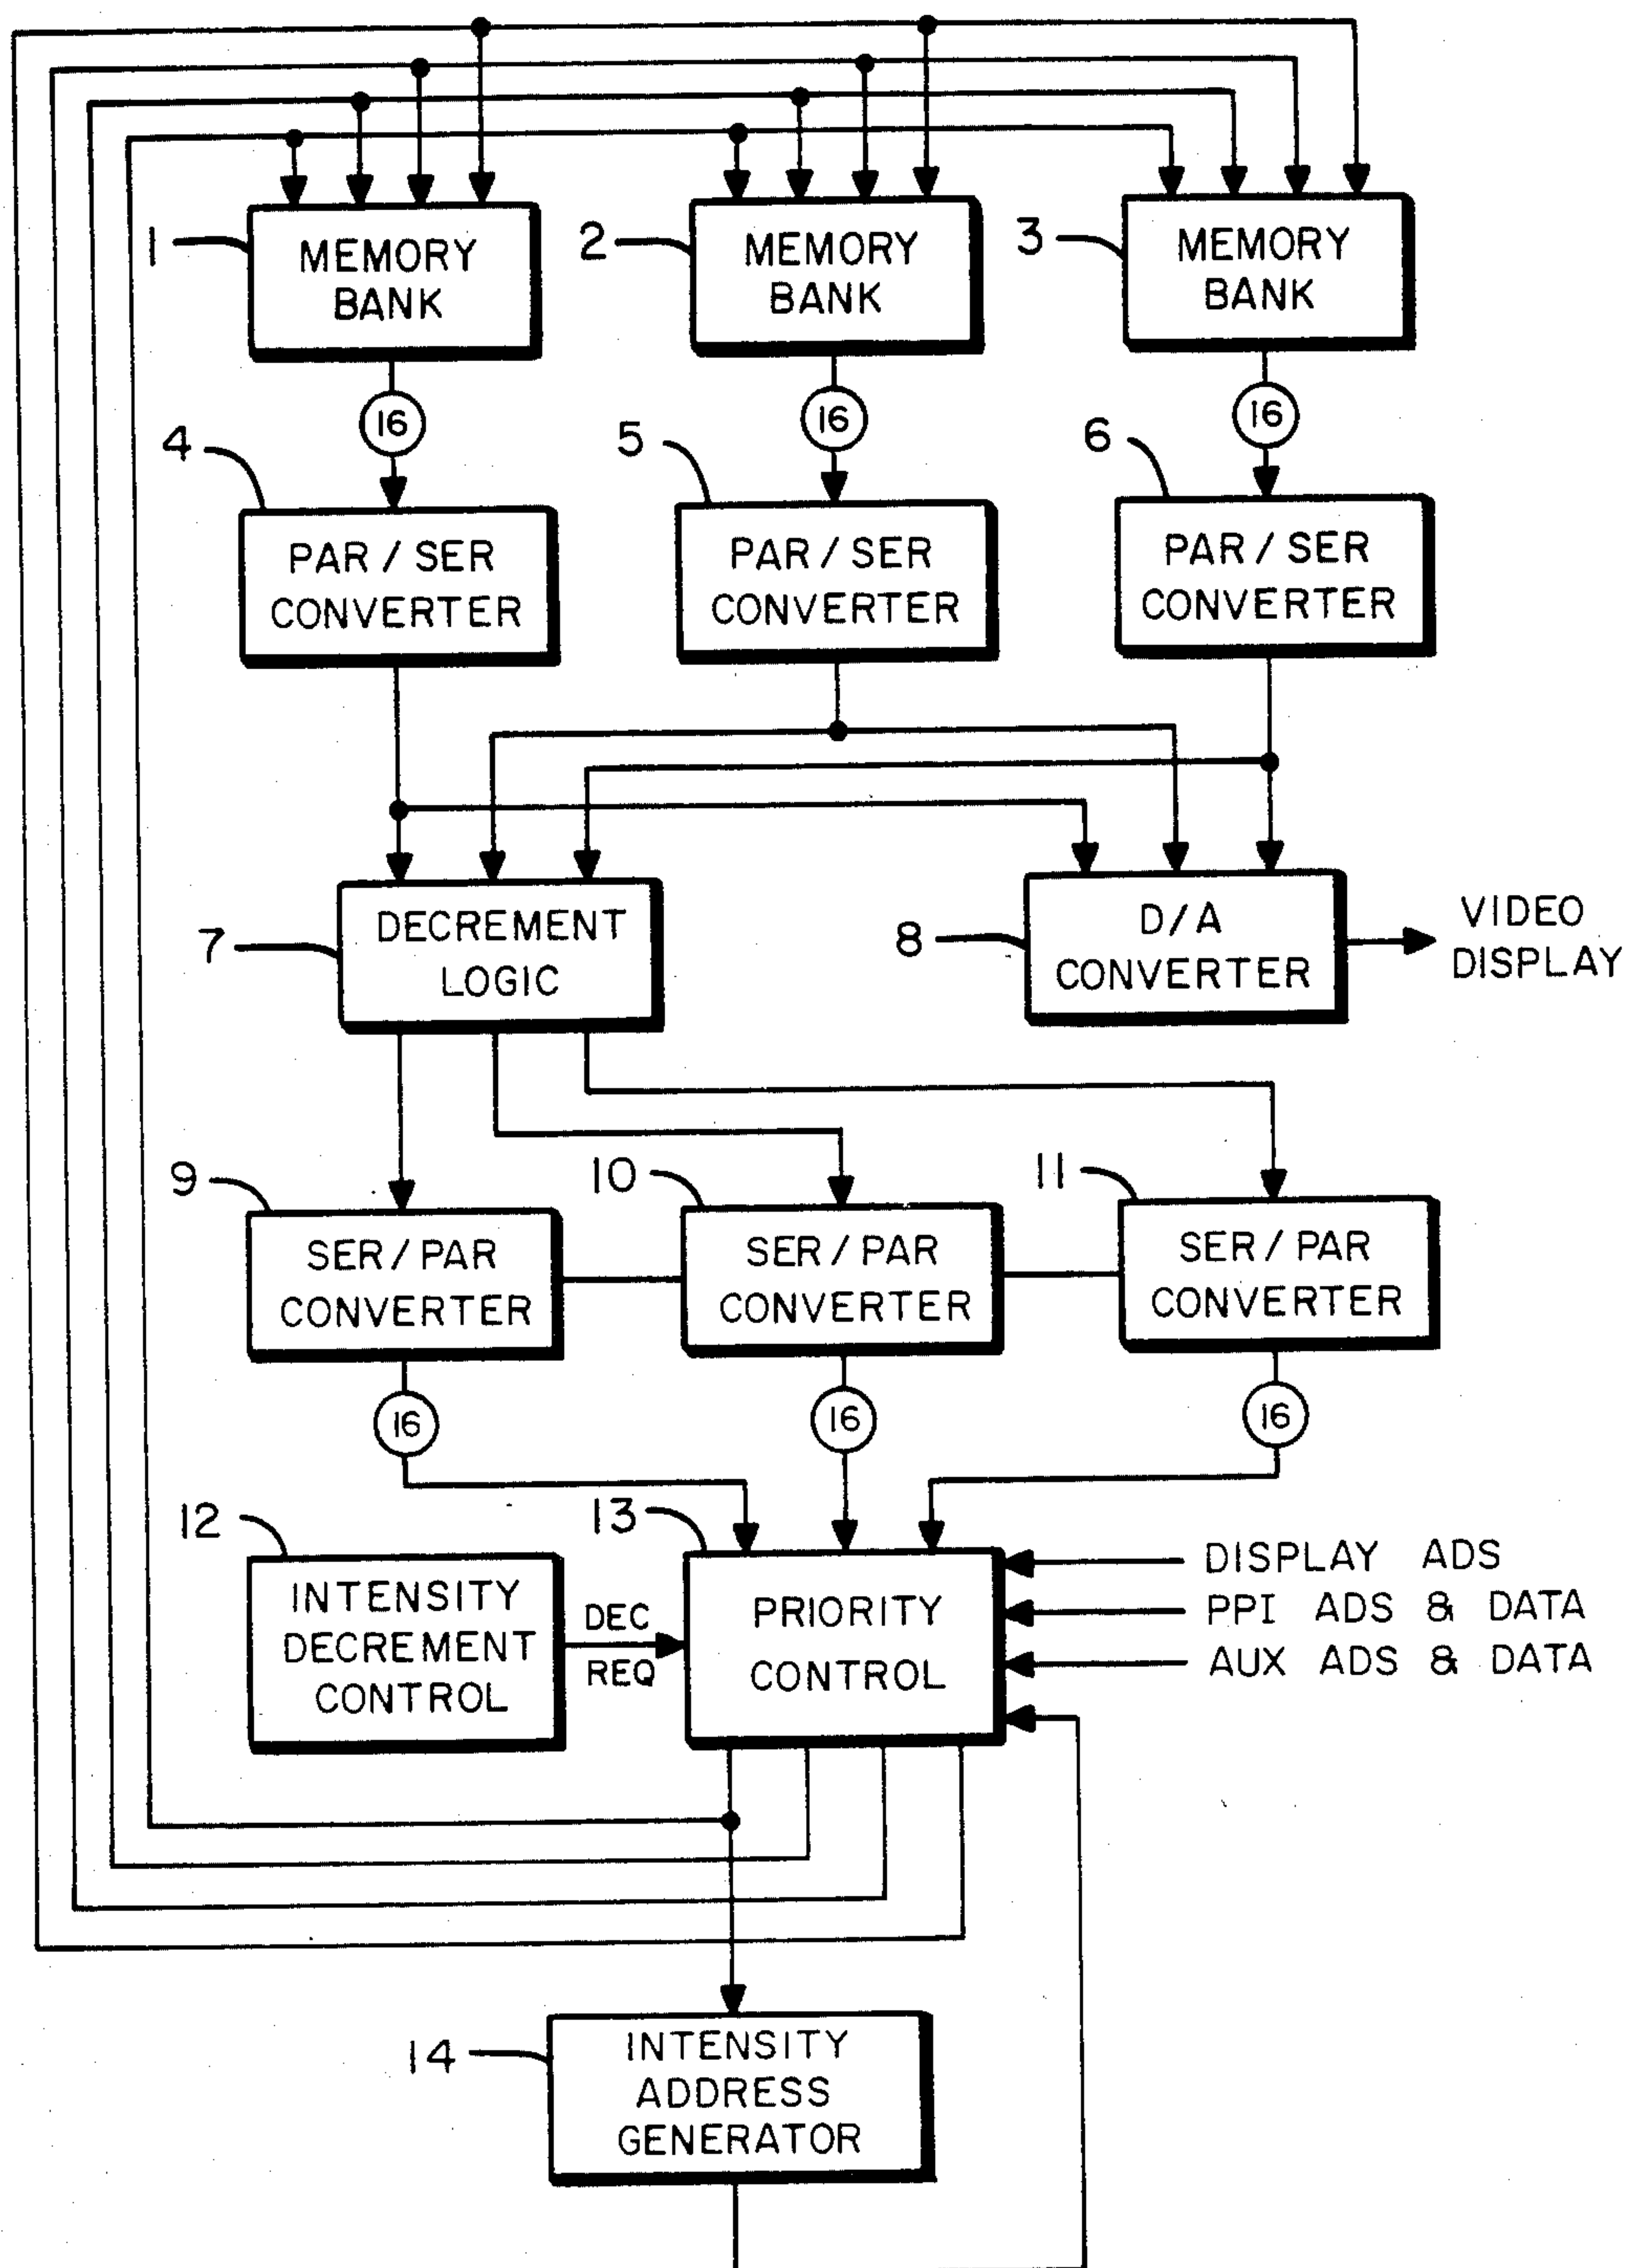 1
MEMORY
BANK
2
MEMORY
BANK
3
MEMORY
BANK
16
16
16
4
PAR / SER
CONVERTER
5
PAR / SER
CONVERTER
6
PAR / SER
CONVERTER
7
DECREMENT
LOGIC
8
D/A
CONVERTER
VIDEO
DISPLAY
9
SER / PAR
CONVERTER
10
SER / PAR
CONVERTER
11
SER / PAR
CONVERTER
16
16
16
12
INTENSITY
DECREMENT
CONTROL
DEC
REQ
13
PRIORITY
CONTROL
DISPLAY ADS
PPI ADS & DATA
AUX ADS & DATA
14
INTENSITY
ADDRESS
GENERATOR